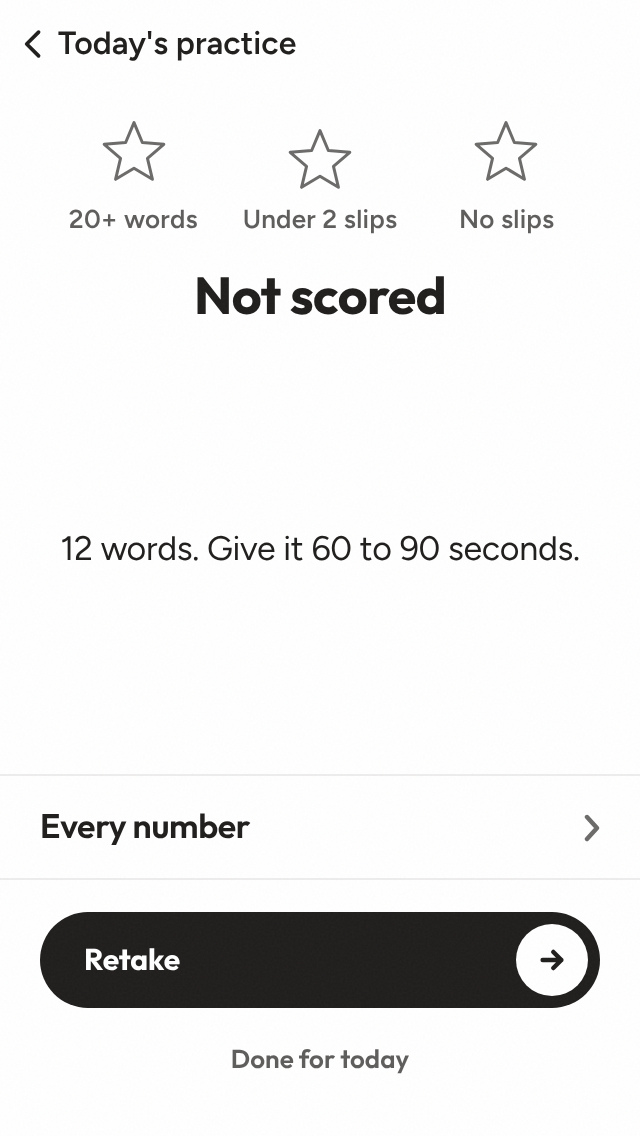 Today's practice
20+ words
Under 2 slips
No slips
Not scored
12 words. Give it 60 to 90 seconds.
Every number
Retake
Done for today